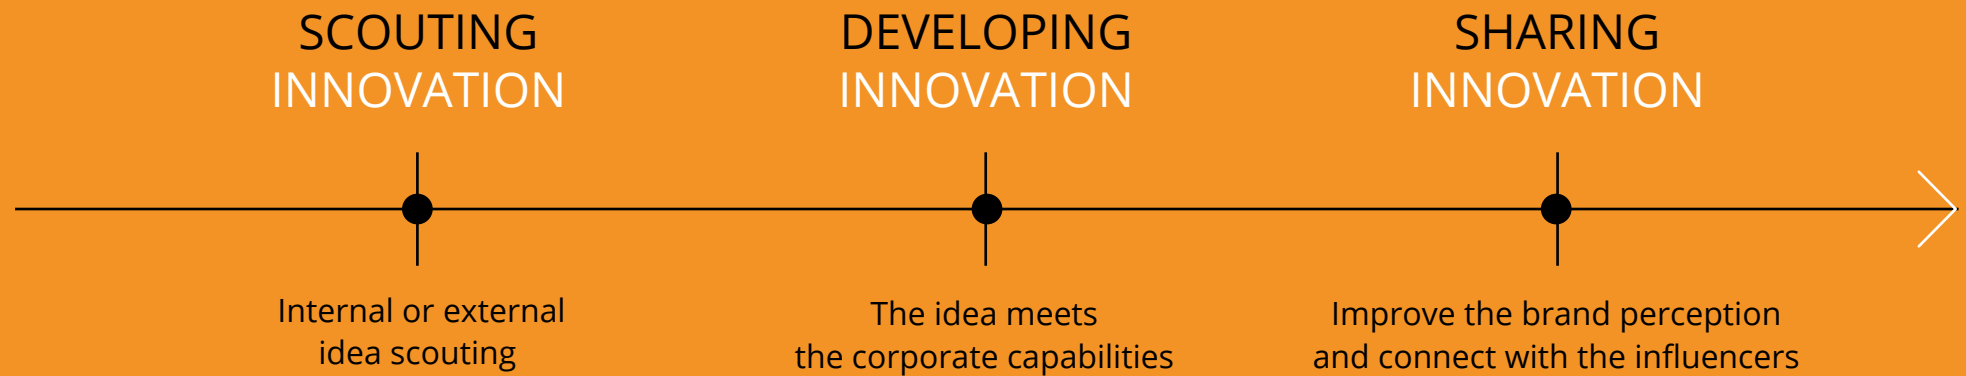 SCOUTING
INNOVATION
Internal or external
idea scouting
DEVELOPING
INNOVATION
The idea meets
the corporate capabilities
SHARING
INNOVATION
Improve the brand perception
and connect with the influencers